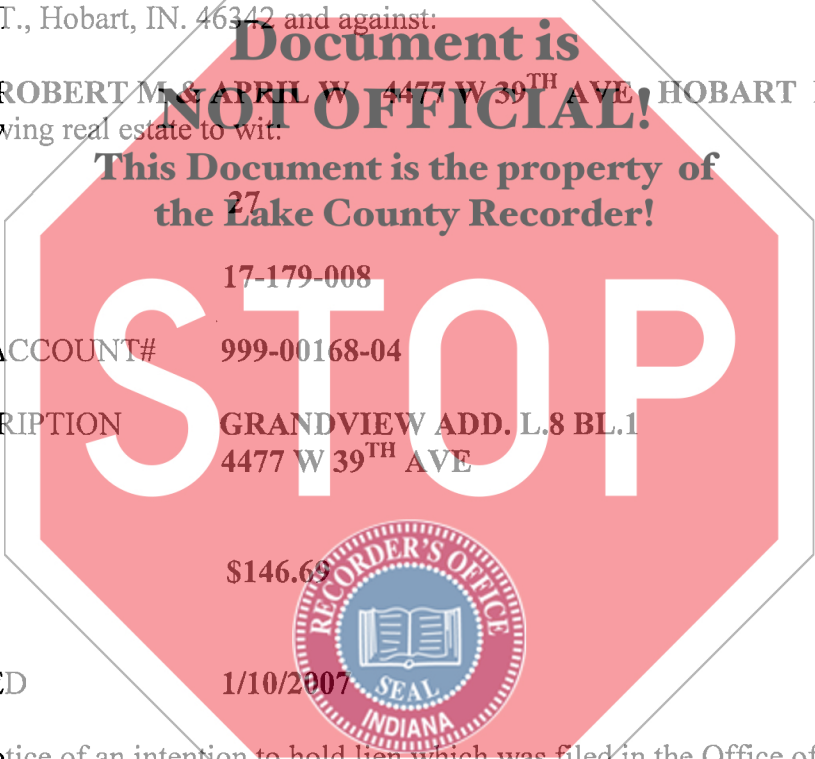 T., Hobart, IN. 46342 and against:
Document is
ROBERT M & APRIL W 4477 W 39TH AVE HOBART
NOT OFFICIAL!
wing real estate to wit:
This Document is the property of
27
the Lake County Recorder!
17-179-008
STOP
ACCOUNT# 999-00168-04
RIPTION GRANDVIEW ADD. L.8 BL.1
4477 W 39TH AVE
$146.69
RECORDER'S OFFICE
SEAL
INDIANA
ED 1/10/2007
tice of an intention to hold lien which was filed in the Office of